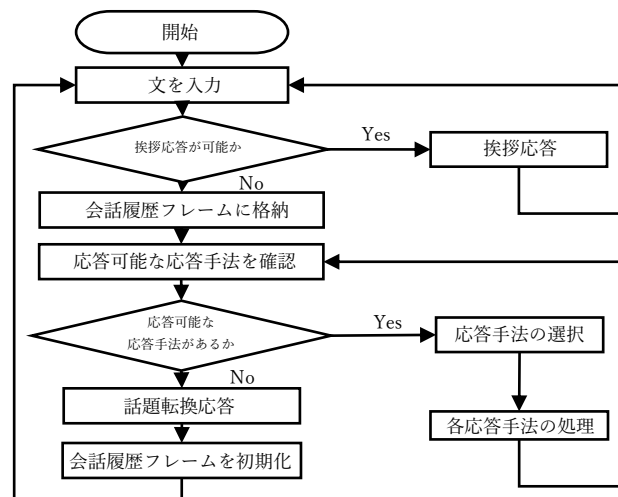 開始
文を入力
挨拶応答が可能か
Yes
挨拶応答
No
会話履歴フレームに格納
応答可能な応答手法を確認
応答可能な
応答手法があるか
Yes
応答手法の選択
No
話題転換応答
各応答手法の処理
会話履歴フレームを初期化